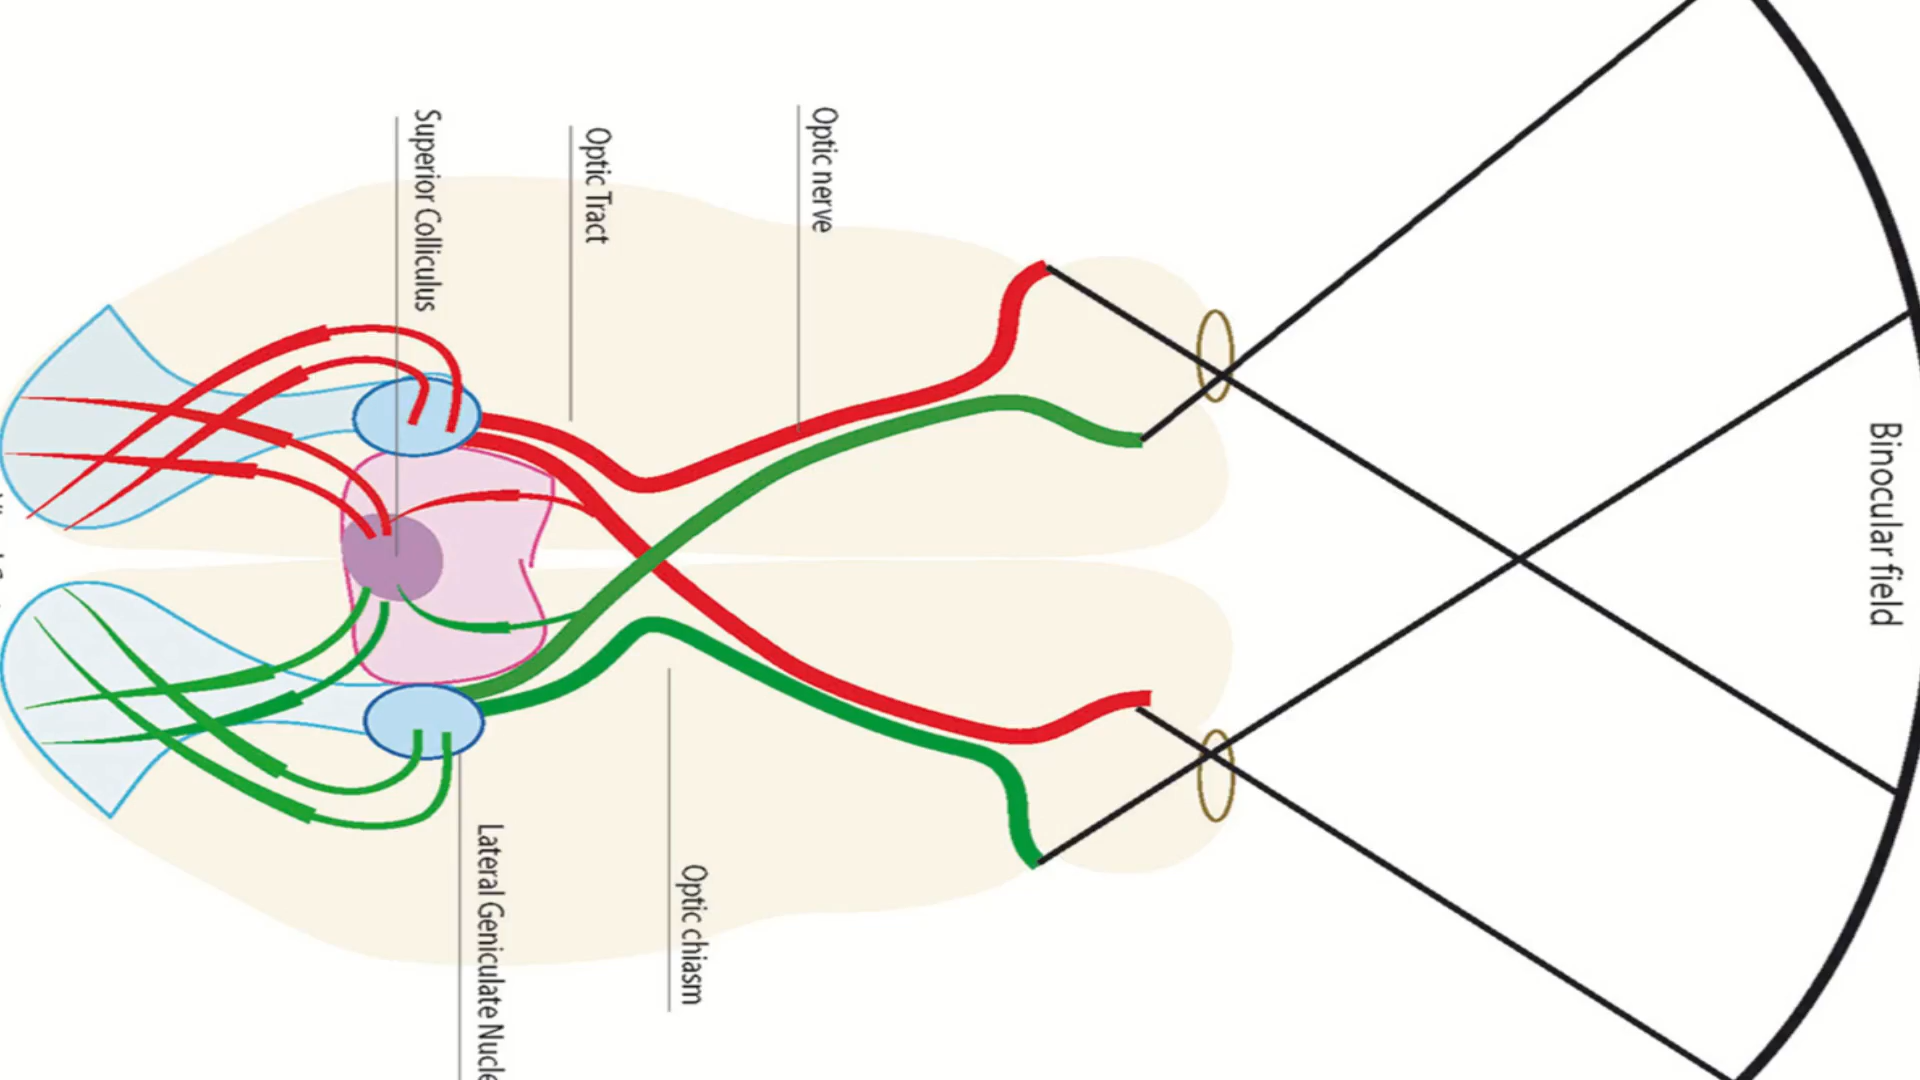 Optic nerve
Optic Tract
Superior Colliculus
Binocular field
Optic chiasm
Lateral Geniculate Nucle